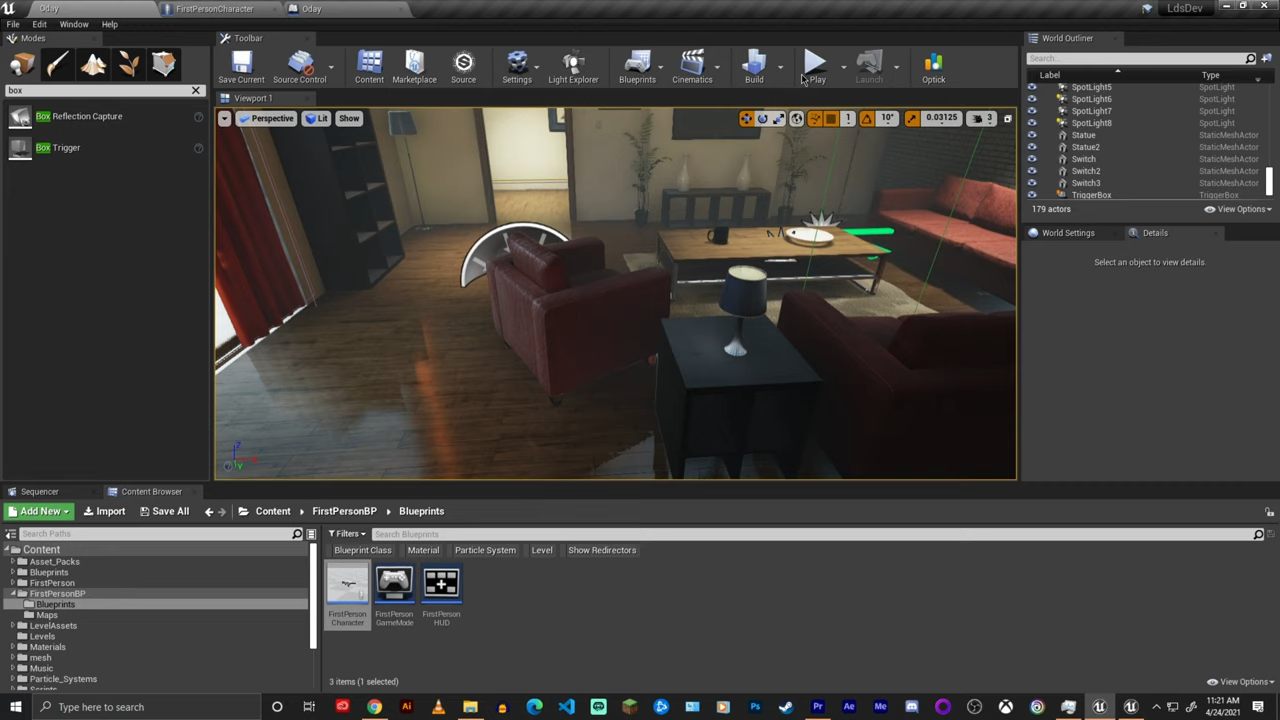 Oday
FirstPersonCharacter
Oday
LdsDev
File Edit Window Help
Modes
Toolbar
World Outliner
Save Current
Source Control
Content
Marketplace
Source
Settings
Light Explorer
Blueprints
Cinematics
Build
Play
Launch
Optick
Search...
Label
Type
box
Viewport 1
SpotLight5 SpotLight
SpotLight6 SpotLight
SpotLight7 SpotLight
SpotLight8 SpotLight
Statue StaticMeshActor
Statue2 StaticMeshActor
Switch StaticMeshActor
Switch2 StaticMeshActor
Switch3 StaticMeshActor
TriggerBox TriggerBox
Box Reflection Capture
Box Trigger
Perspective Lit Show
1 10° 0.03125 3
179 actors
View Options
World Settings
Details
Select an object to view details.
Sequencer
Content Browser
Add New Import Save All Content FirstPersonBP Blueprints
Search Paths
Filters
Search Blueprints
Content
Asset_Packs
Blueprints
FirstPerson
FirstPersonBP
Blueprints
Maps
LevelAssets
Levels
Materials
mesh
Music
Particle_Systems
Scripts
Blueprint Class Material Particle System Level Show Redirectors
FirstPerson
Character
FirstPerson
GameMode
FirstPerson
HUD
3 items (1 selected)
View Options
Type here to search
11:21 AM
4/24/2021